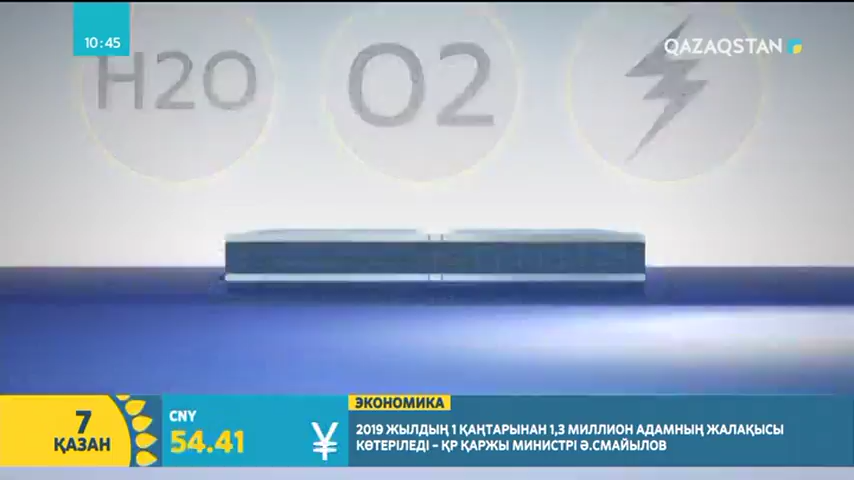 10:45
QAZAQSTAN
H2O
O2
7
ҚАЗАН
CNY
54.41
¥
ЭКОНОМИКА
2019 ЖЫЛДЫҢ 1 ҚАҢТАРЫНАН 1,3 МИЛЛИОН АДАМНЫҢ ЖАЛАҚЫСЫ
КӨТЕРІЛЕДІ – ҚР ҚАРЖЫ МИНИСТРІ Ә.СМАЙЫЛОВ